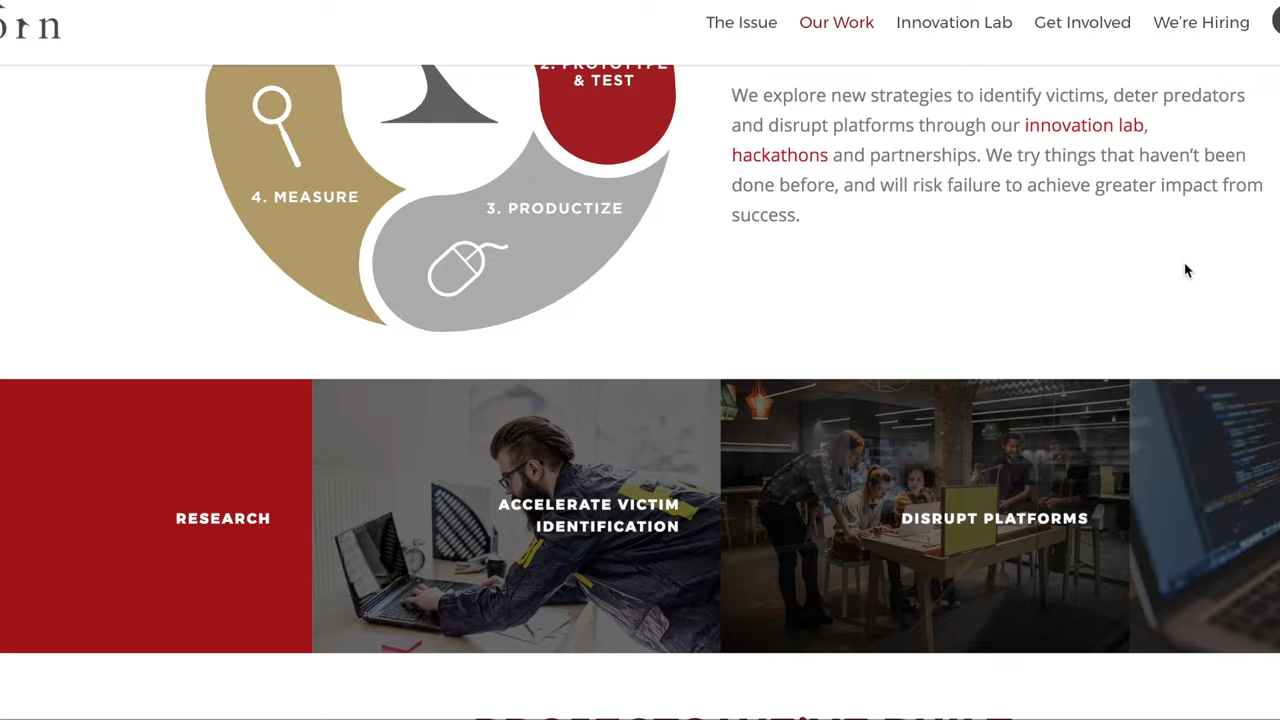 orn
The Issue Our Work Innovation Lab Get Involved We're Hiring
2. PROTOTYPE
& TEST
4. MEASURE
3. PRODUCTIZE
We explore new strategies to identify victims, deter predators
and disrupt platforms through our innovation lab,
hackathons and partnerships. We try things that haven't been
done before, and will risk failure to achieve greater impact from
success.
RESEARCH
ACCELERATE VICTIM
IDENTIFICATION
DISRUPT PLATFORMS